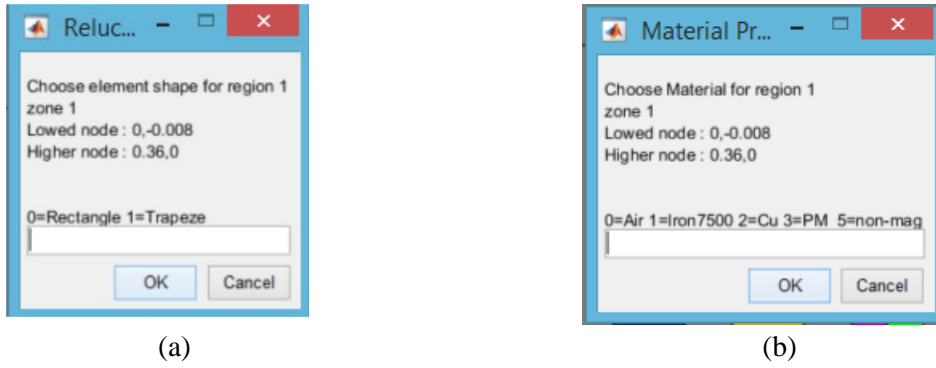 Reluc...
Choose element shape for region 1
zone 1
Lowed node : 0,-0.008
Higher node : 0.36,0
0=Rectangle 1=Trapeze
OK Cancel
(a)
Material Pr...
Choose Material for region 1
zone 1
Lowed node : 0,-0.008
Higher node : 0.36,0
0=Air 1=Iron7500 2=Cu 3=PM 5=non-mag
OK Cancel
(b)